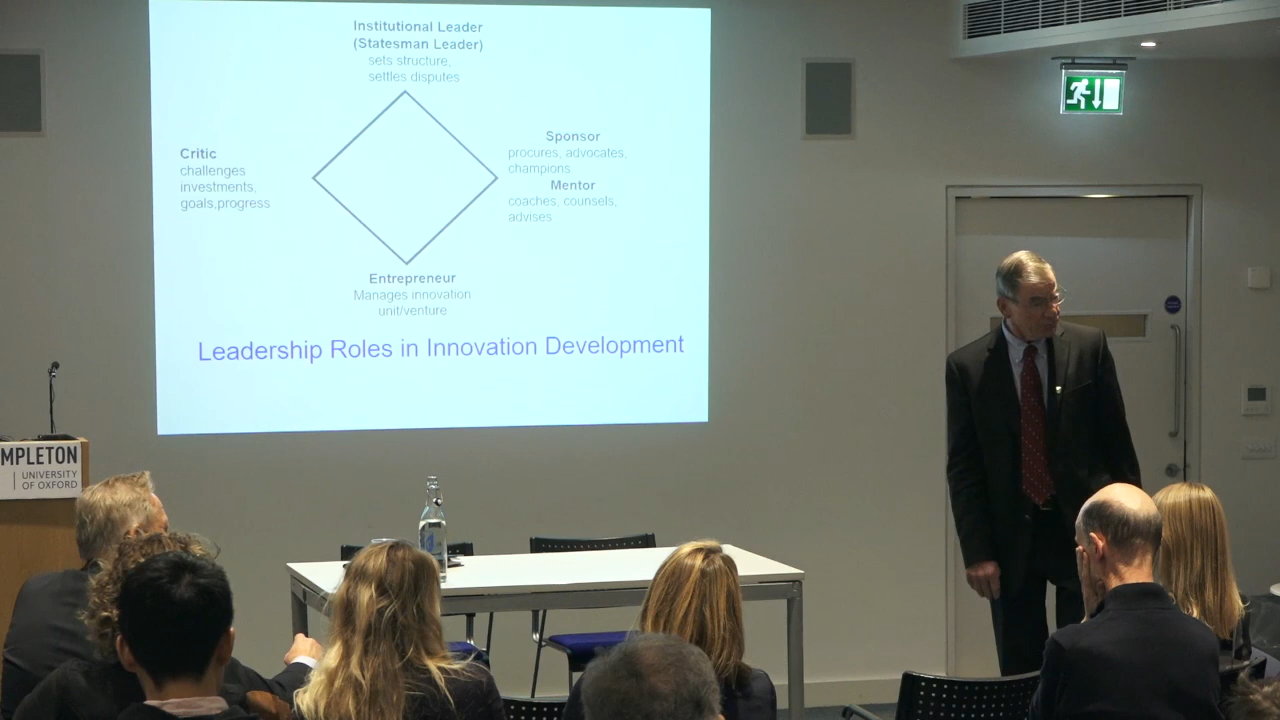 Institutional Leader
(Statesman Leader)
sets structure,
settles disputes
Critic
challenges
investments,
goals,progress
Sponsor
procures, advocates,
champions
Mentor
coaches, counsels,
advises
Entrepreneur
Manages innovation
unit/venture
Leadership Roles in Innovation Development
MPLETON
UNIVERSITY
OF OXFORD